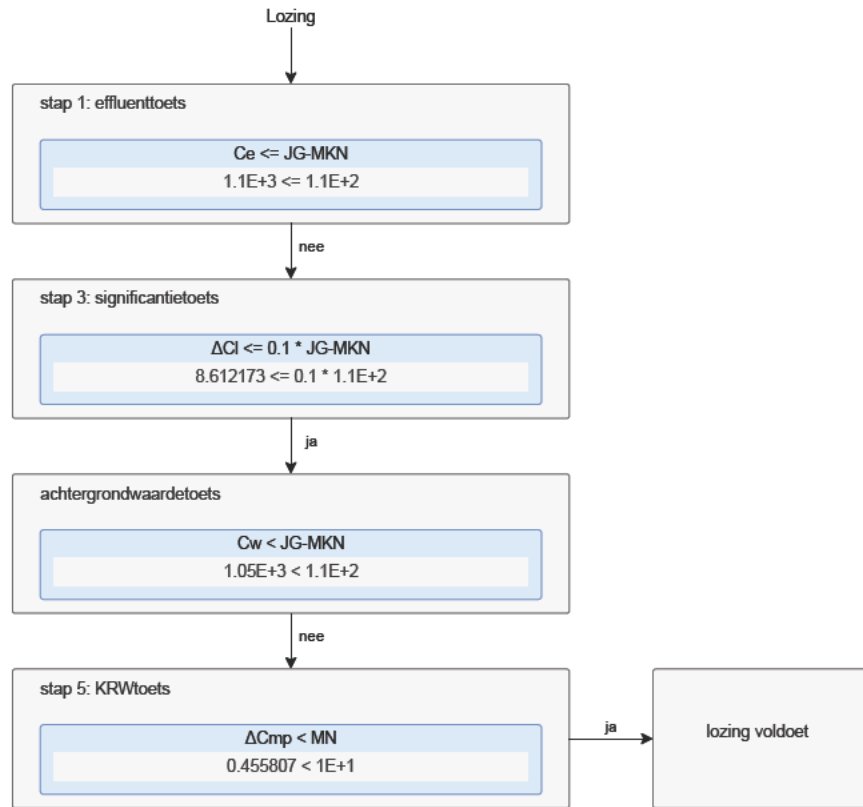 Lozing
stap 1: effluenttoets
Ce <= JG-MKN
1.1E+3 <= 1.1E+2
nee
stap 3: significantietoets
ΔCl <= 0.1 * JG-MKN
8.612173 <= 0.1 * 1.1E+2
ja
achtergrondwaardetoets
Cw < JG-MKN
1.05E+3 < 1.1E+2
nee
stap 5: KRWtoets
ΔCmp < MN
0.455807 < 1E+1
ja
lozing voldoet